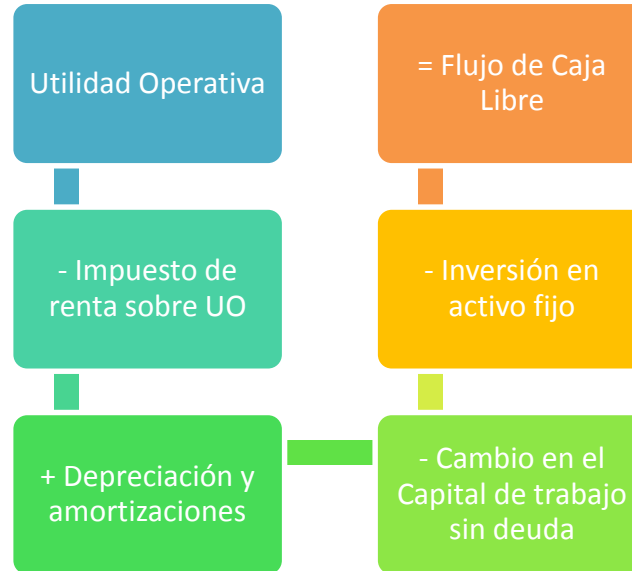 Utilidad Operativa
- Impuesto de
renta sobre UO
+ Depreciación y
amortizaciones
- Cambio en el
Capital de trabajo
sin deuda
- Inversión en
activo fijo
= Flujo de Caja
Libre